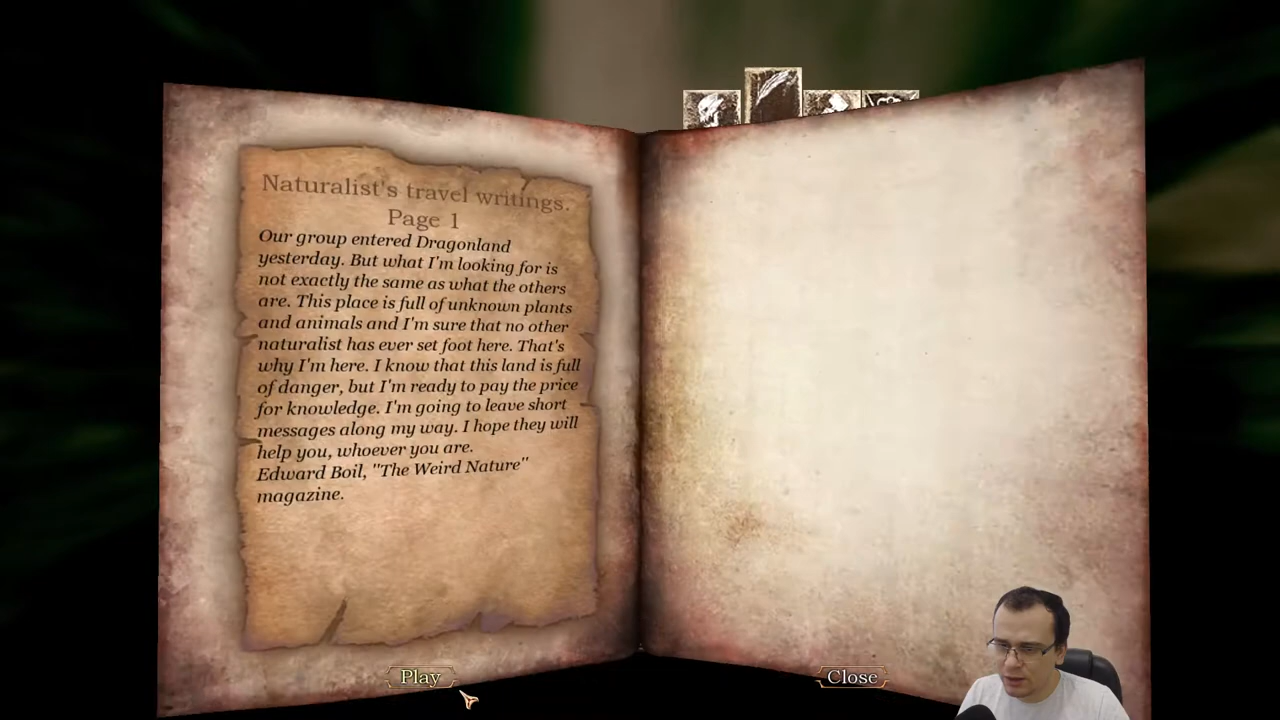 Naturalist's travel writings.
Page 1
Our group entered Dragonland
yesterday. But what I'm looking for is
not exactly the same as what the others
are. This place is full of unknown plants
and animals and I'm sure that no other
naturalist has ever set foot here. That's
why I'm here. I know that this land is full
of danger, but I'm ready to pay the price
for knowledge. I'm going to leave short
messages along my way. I hope they will
help you, whoever you are.
Edward Boil, "The Weird Nature"
magazine.
Play
Close